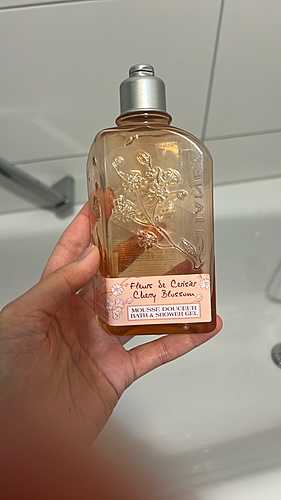 Fleurs de Cerisier
Cherry Blossom
MOUSSE DOUCEUR
BATH & SHOWER GEL